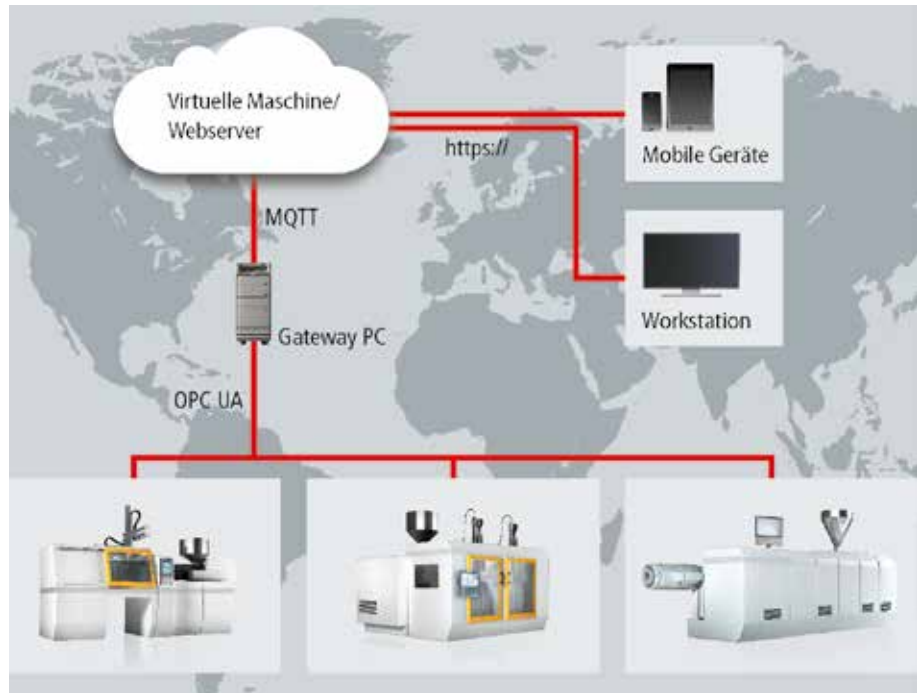 Virtuelle Maschine/
Webserver
https://
Mobile Geräte
MQTT
Gateway PC
Workstation
OPC UA